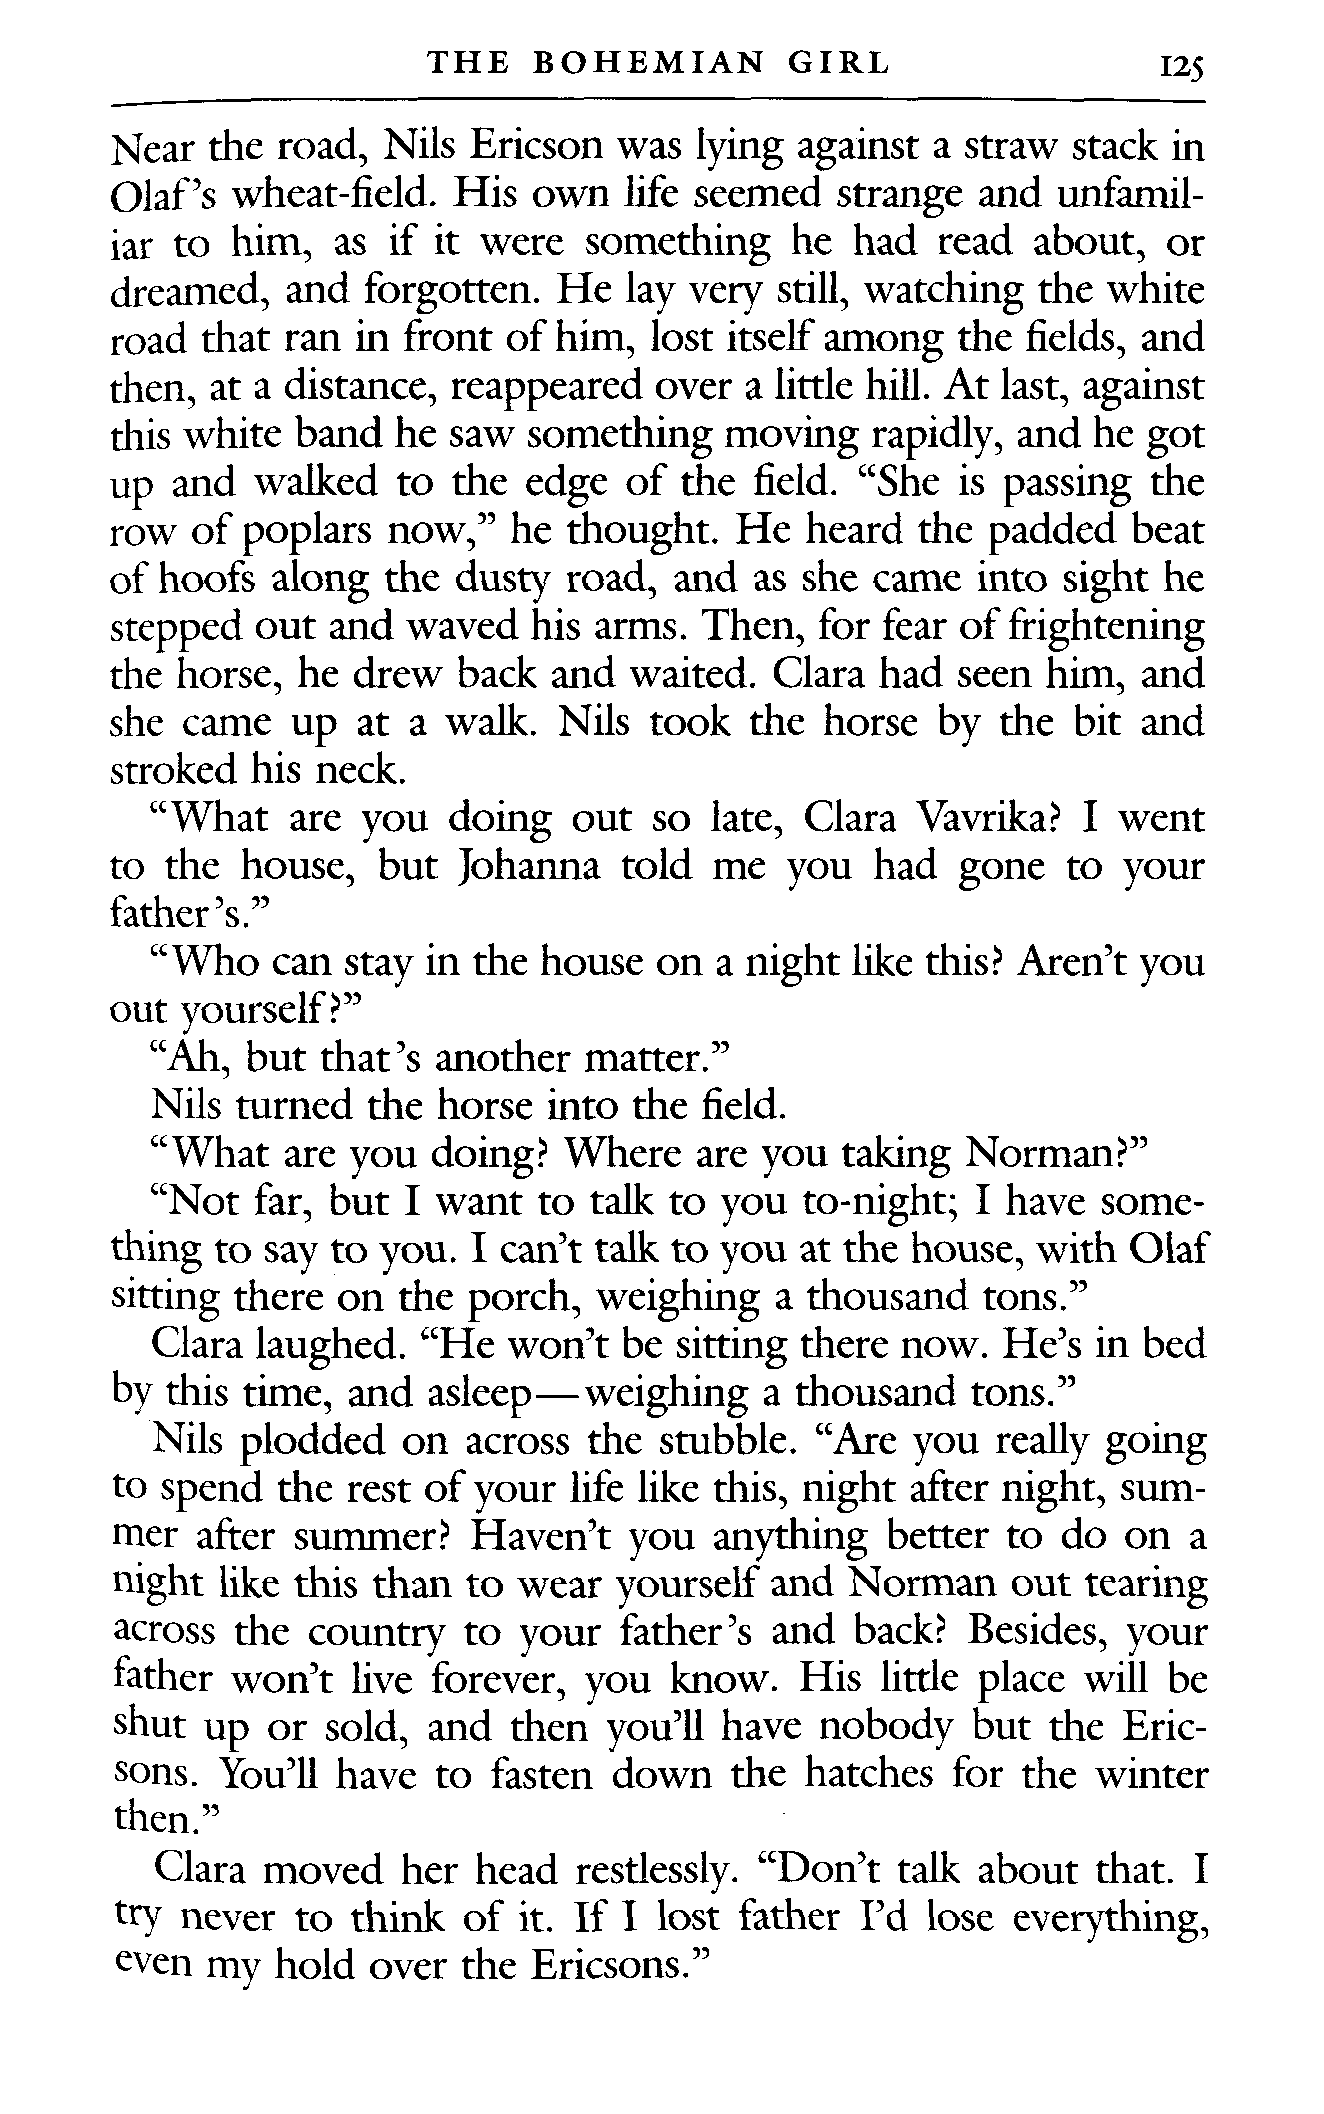 THE BOHEMIAN GIRL 125
Near the road, Nils Ericson was lying against a straw stack in
Olaf's wheat-field. His own life seemed strange and unfamil-
iar to him, as if it were something he had read about, or
dreamed, and forgotten. He lay very still, watching the white
road that ran in front of him, lost itself among the fields, and
then, at a distance, reappeared over a little hill. At last, against
this white band he saw something moving rapidly, and he got
up and walked to the edge of the field. “She is passing the
row of poplars now,” he thought. He heard the padded beat
of hoofs along the dusty road, and as she came into sight he
stepped out and waved his arms. Then, for fear of frightening
the horse, he drew back and waited. Clara had seen him, and
she came up at a walk. Nils took the horse by the bit and
stroked his neck.
“What are you doing out so late, Clara Vavrika? I went
to the house, but Johanna told me you had gone to your
father's.”
“Who can stay in the house on a night like this? Aren't you
out yourself?”
“Ah, but that's another matter.”
Nils turned the horse into the field.
“What are you doing? Where are you taking Norman?”
“Not far, but I want to talk to you to-night; I have some-
thing to say to you. I can't talk to you at the house, with Olaf
sitting there on the porch, weighing a thousand tons.”
Clara laughed. “He won't be sitting there now. He's in bed
by this time, and asleep—weighing a thousand tons.”
Nils plodded on across the stubble. “Are you really going
to spend the rest of your life like this, night after night, sum-
mer after summer? Haven't you anything better to do on a
night like this than to wear yourself and Norman out tearing
across the country to your father's and back? Besides, your
father won't live forever, you know. His little place will be
shut up or sold, and then you'll have nobody but the Eric-
sons. You'll have to fasten down the hatches for the winter
then.”
Clara moved her head restlessly. “Don't talk about that. I
try never to think of it. If I lost father I'd lose everything,
even my hold over the Ericsons.”